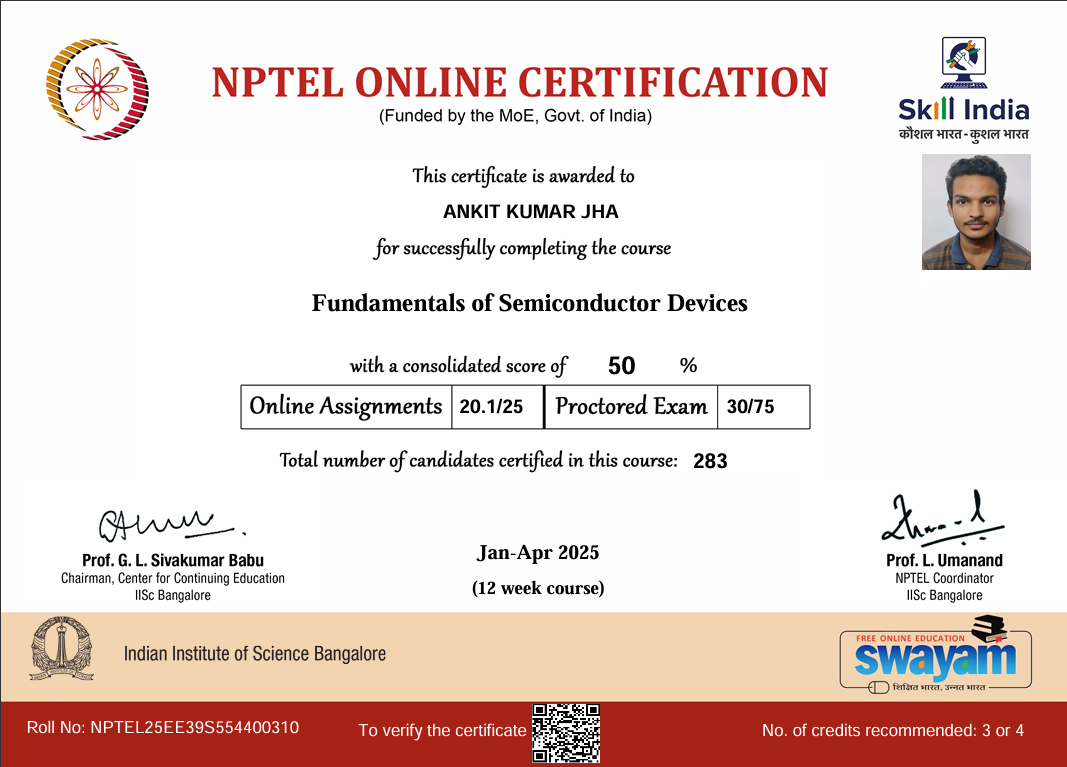 NPTEL ONLINE CERTIFICATION
(Funded by the MoE, Govt. of India)
Skill India
कौशल भारत - कुशल भारत
This certificate is awarded to
ANKIT KUMAR JHA
for successfully completing the course
Fundamentals of Semiconductor Devices
with a consolidated score of 50 %
Online Assignments 20.1/25 Proctored Exam 30/75
Total number of candidates certified in this course: 283
Prof. G. L. Sivakumar Babu
Chairman, Center for Continuing Education
IISc Bangalore
Jan-Apr 2025
(12 week course)
Prof. L. Umanand
NPTEL Coordinator
IISc Bangalore
Indian Institute of Science Bangalore
FREE ONLINE EDUCATION
swayam
शिक्षित भारत, उन्नत भारत
Roll No: NPTEL25EE39S554400310
To verify the certificate
No. of credits recommended: 3 or 4